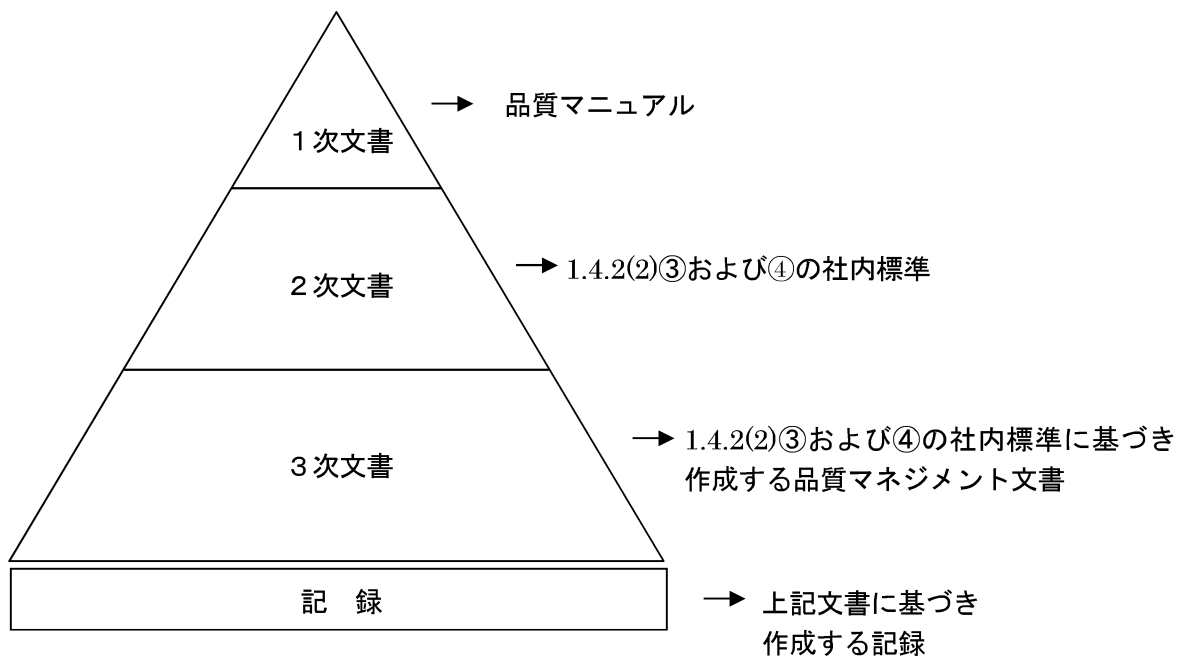 品質マニュアル
１次文書
1.4.2(2)③および④の社内標準
２次文書
1.4.2(2)③および④の社内標準に基づき
作成する品質マネジメント文書
３次文書
記　録
上記文書に基づき
作成する記録